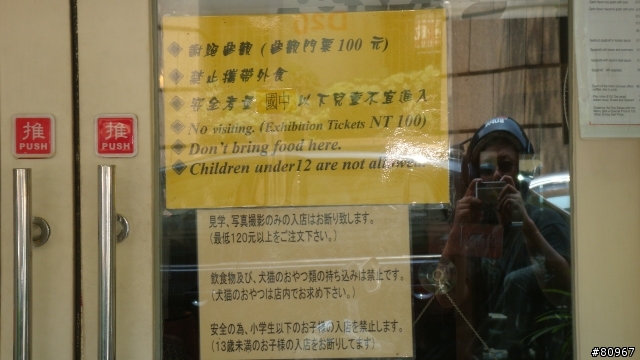 謝絕參觀 (參觀門票100 元)
禁止攜帶外食
安全考量 國中 以下兒童不宜進入
No visiting. (Exhibition Tickets NT 100)
Don't bring food here.
Children under12 are not allowed.
推
PUSH
推
PUSH
見学、写真撮影のみの入店はお断り致します。
(最低120元以上をご注文下さい。)
飲食物及び、犬猫のおやつ類の持ち込みは禁止です。
(犬猫のおやつは店内でお求め下さい。)
安全の為、小学生以下のお子様の入店を禁止します。
(13歳未満のお子様の入店をお断りしてます)
#80967